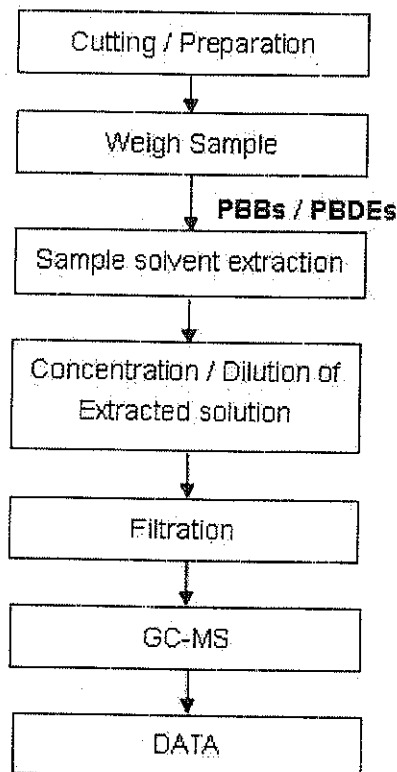 Cutting / Preparation
Weigh Sample
PBBs / PBDEs
Sample solvent extraction
Concentration / Dilution of
Extracted solution
Filtration
GC-MS
DATA